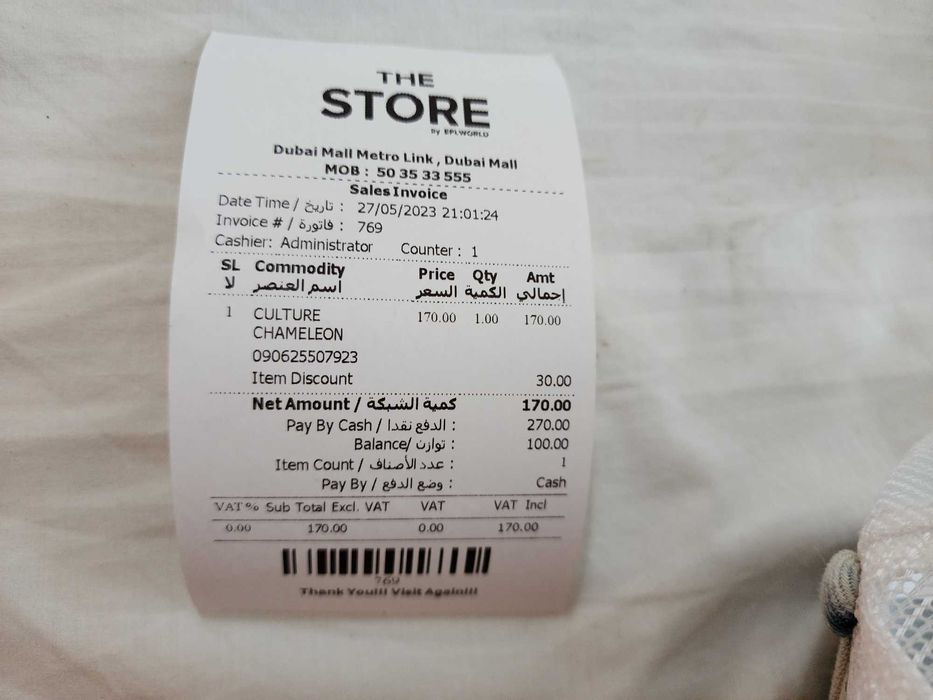 THE
STORE
By EPLWORLD
Dubai Mall Metro Link , Dubai Mall
MOB : 50 35 33 555
Sales Invoice
Date Time / تاريخ : 27/05/2023 21:01:24
Invoice # / فاتورة : 769
Cashier: Administrator Counter : 1
SL Commodity Price Qty Amt
لا اسم العنصر السعر الكمية إجمالي
1 CULTURE 170.00 1.00 170.00
CHAMELEON
090625507923
Item Discount 30.00
Net Amount / كمية الشبكة 170.00
Pay By Cash / الدفع نقدا : 270.00
Balance/ توازن : 100.00
Item Count / عدد الأصناف : 1
Pay By / وضع الدفع : Cash
VAT% Sub Total Excl. VAT VAT VAT Incl
0.00 170.00 0.00 170.00
769
Thank You!!! Visit Again!!!